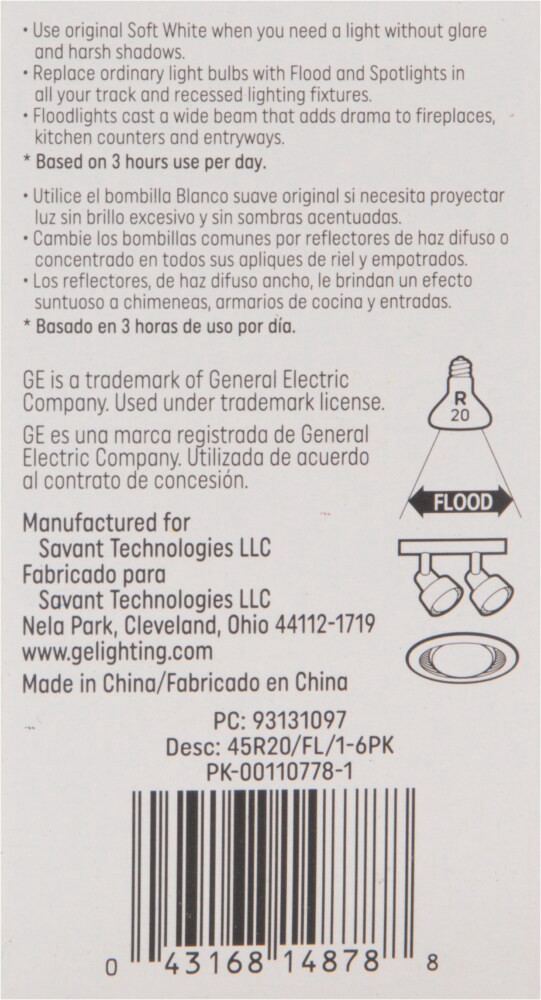 • Use original Soft White when you need a light without glare
and harsh shadows.
• Replace ordinary light bulbs with Flood and Spotlights in
all your track and recessed lighting fixtures.
• Floodlights cast a wide beam that adds drama to fireplaces,
kitchen counters and entryways.
* Based on 3 hours use per day.
• Utilice el bombilla Blanco suave original si necesita proyectar
luz sin brillo excesivo y sin sombras acentuadas.
• Cambie los bombillas comunes por reflectores de haz difuso o
concentrado en todos sus apliques de riel y empotrados.
• Los reflectores, de haz difuso ancho, le brindan un efecto
suntuoso a chimeneas, armarios de cocina y entradas.
* Basado en 3 horas de uso por día.
GE is a trademark of General Electric
Company. Used under trademark license.
GE es una marca registrada de General
Electric Company. Utilizada de acuerdo
al contrato de concesión.
R
20
FLOOD
Manufactured for
Savant Technologies LLC
Fabricado para
Savant Technologies LLC
Nela Park, Cleveland, Ohio 44112-1719
www.gelighting.com
Made in China/Fabricado en China
PC: 93131097
Desc: 45R20/FL/1-6PK
PK-00110778-1
0 43168 14878 8